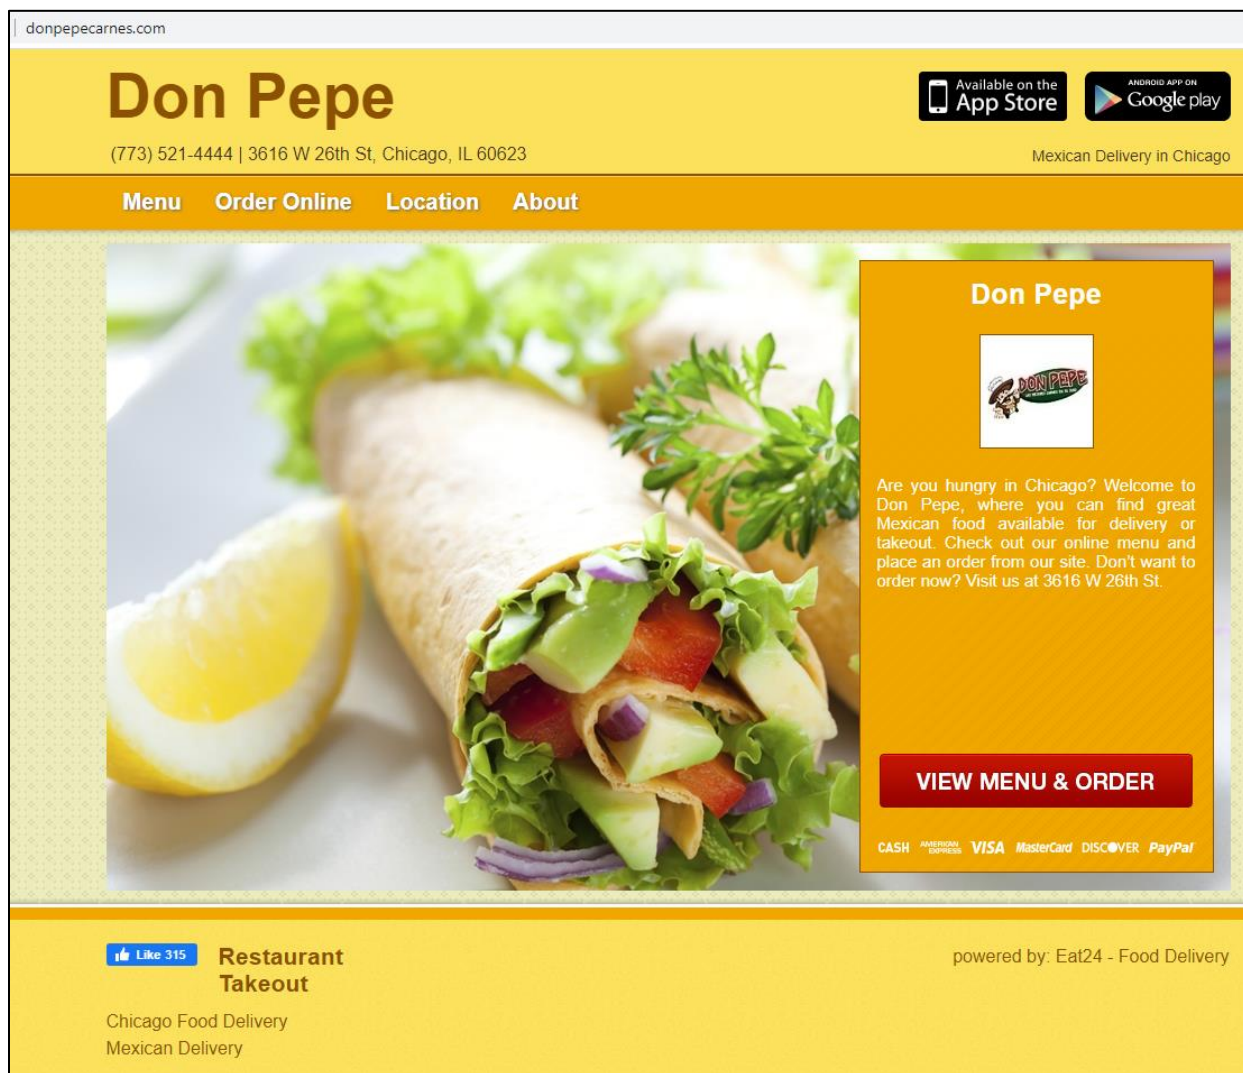 donpepecarnes.com
Don Pepe
Available on the
App Store
ANDROID APP ON
Google play
(773) 521-4444 | 3616 W 26th St, Chicago, IL 60623
Mexican Delivery in Chicago
Menu Order Online Location About
Don Pepe
DON PEPE
Are you hungry in Chicago? Welcome to
Don Pepe, where you can find great
Mexican food available for delivery or
takeout. Check out our online menu and
place an order from our site. Don't want to
order now? Visit us at 3616 W 26th St.
VIEW MENU & ORDER
CASH AMERICAN EXPRESS VISA MasterCard DISCOVER PayPal
Like 315
Restaurant
Takeout
powered by: Eat24 - Food Delivery
Chicago Food Delivery
Mexican Delivery